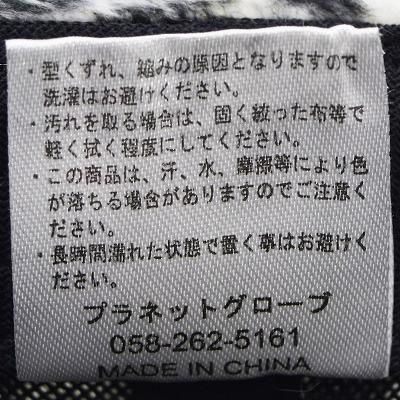 ・型くずれ、縮みの原因となりますので
洗濯はお避けください。
・汚れを取る場合は、固く絞った布等で
軽く拭く程度にしてください。
・この商品は、汗、水、摩擦等により色
が落ちる場合がありますのでご注意く
ださい。
・長時間濡れた状態で置く事はお避けく
ださい。
プラネットグローブ
058-262-5161
MADE IN CHINA